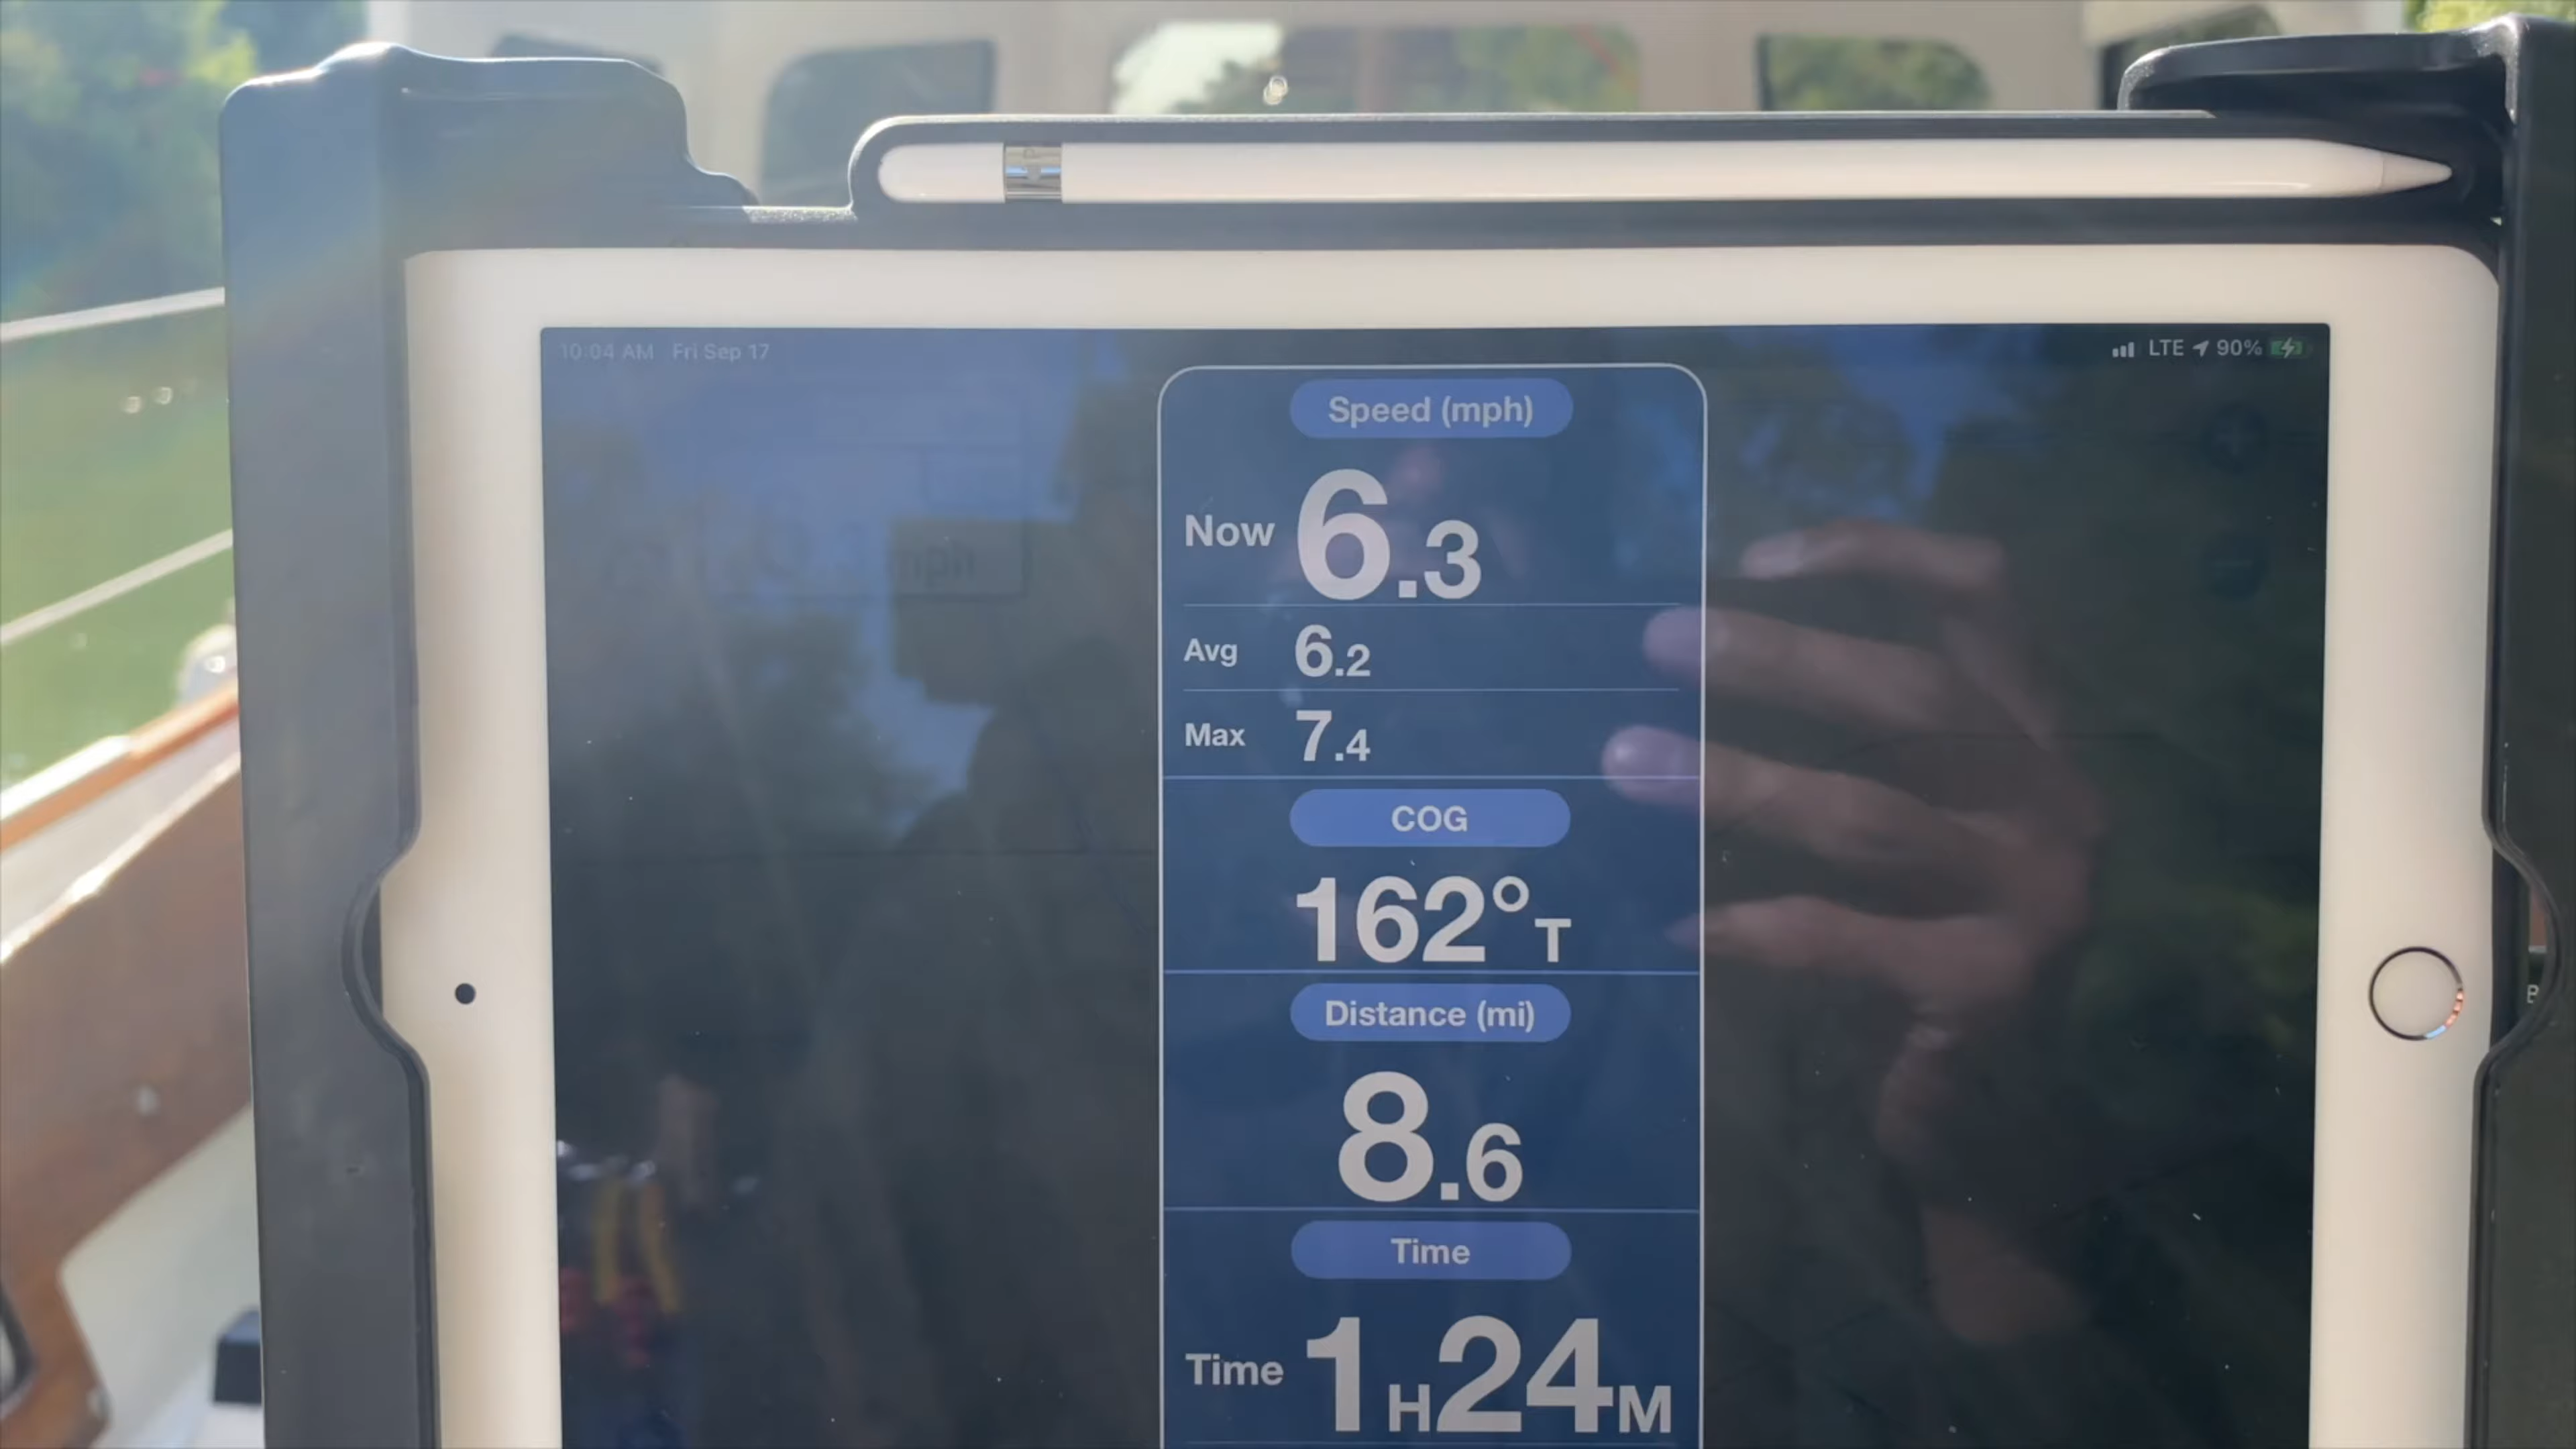 10:04 AM Fri Sep 17
LTE 90%
Speed (mph)
Now 6.3
Avg 6.2
Max 7.4
COG
162°T
Distance (mi)
8.6
Time
Time 1H24M